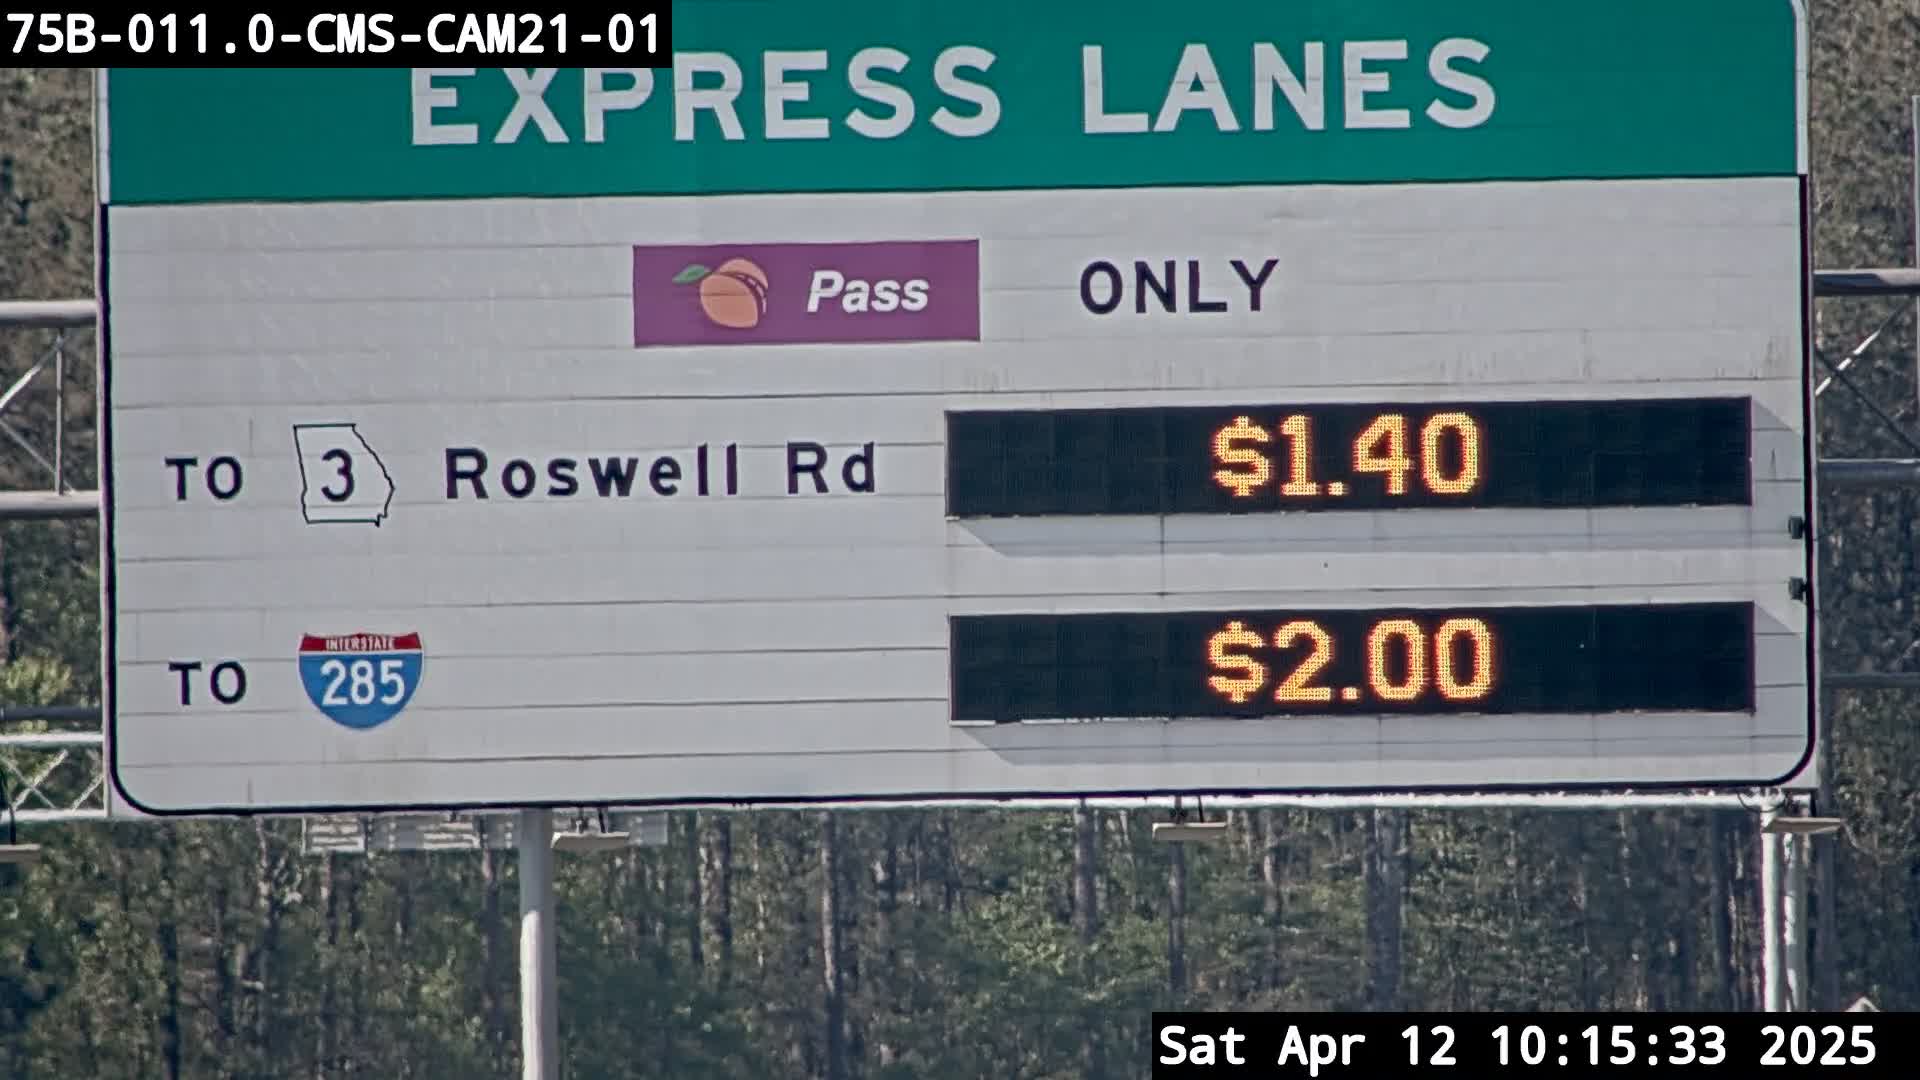 75B-011.0-CMS-CAM21-01
EXPRESS LANES
Pass ONLY
TO 3 Roswell Rd $1.40
INTERSTATE
TO 285 $2.00
Sat Apr 12 10:15:33 2025